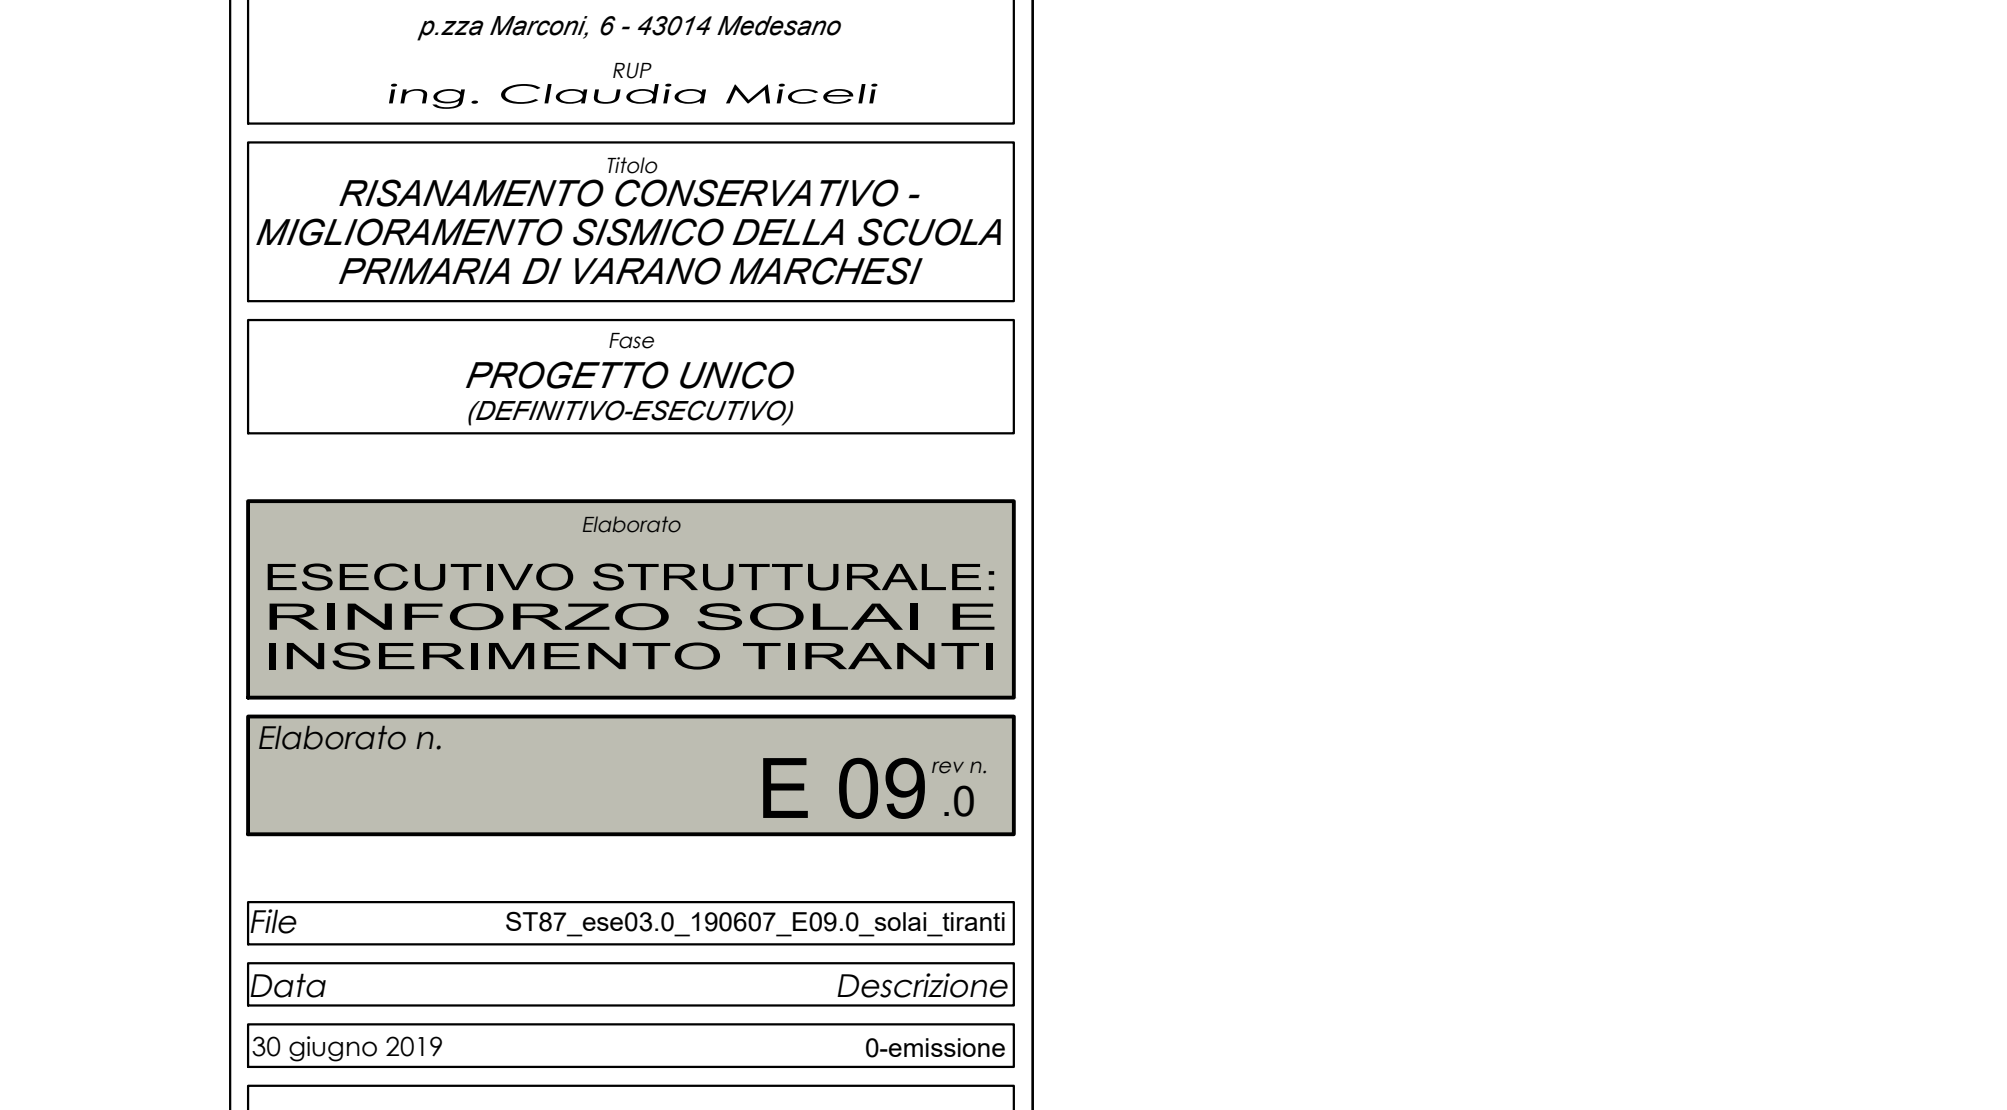 p.zza Marconi, 6 - 43014 Medesano
RUP
ing. Claudia Miceli
Titolo
RISANAMENTO CONSERVATIVO -
MIGLIORAMENTO SISMICO DELLA SCUOLA
PRIMARIA DI VARANO MARCHESI
Fase
PROGETTO UNICO
(DEFINITIVO-ESECUTIVO)
Elaborato
ESECUTIVO STRUTTURALE:
RINFORZO SOLAI E
INSERIMENTO TIRANTI
Elaborato n.
E 09 rev n.
.0
File ST87_ese03.0_190607_E09.0_solai_tiranti
Data Descrizione
30 giugno 2019 0-emissione